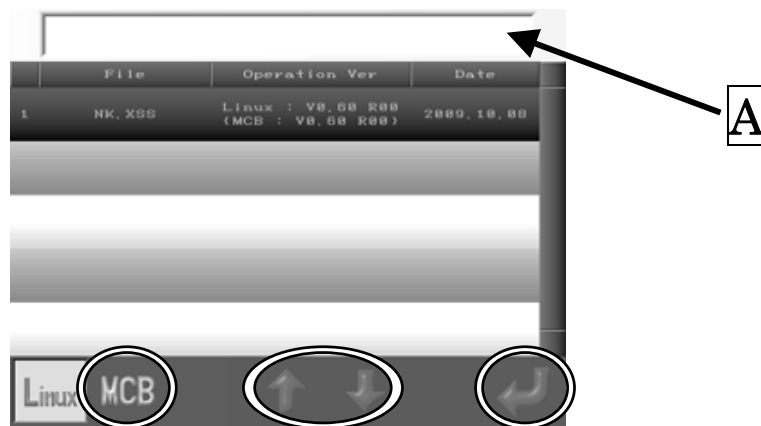 File Operation Ver Date
1 NK.XSS Linux : V0.60 R00 2009.10.08
(MCB : V0.60 R00)
A
Linux MCB